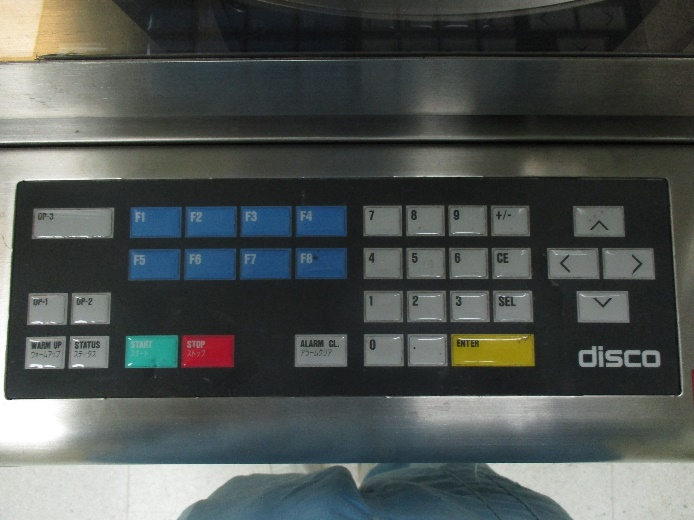 OP-3
F1 F2 F3 F4
7 8 9 +/-
F5 F6 F7 F8
4 5 6 CE
OP-1 OP-2
1 2 3 SEL
WARM UP
ウォームアップ
STATUS
ステータス
START
スタート
STOP
ストップ
ALARM CL.
アラームクリア
0 .
ENTER
disco